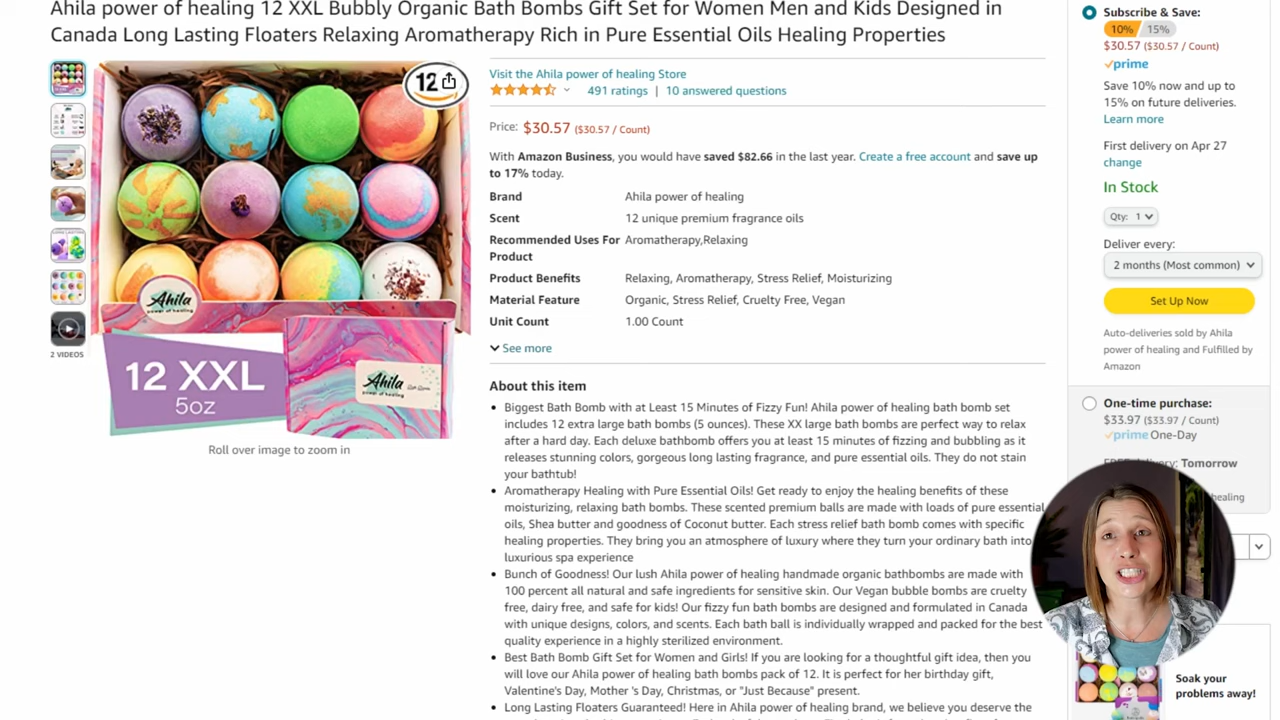 Ahila power of healing 12 XXL Bubbly Organic Bath Bombs Gift Set for Women Men and Kids Designed in
Canada Long Lasting Floaters Relaxing Aromatherapy Rich in Pure Essential Oils Healing Properties
12
Ahila
power of healing
12 XXL
5oz
Ahila
power of healing
2 VIDEOS
Roll over image to zoom in
Visit the Ahila power of healing Store
491 ratings | 10 answered questions
Price: $30.57 ($30.57 / Count)
With Amazon Business, you would have saved $82.66 in the last year. Create a free account and save up
to 17% today.
Brand Ahila power of healing
Scent 12 unique premium fragrance oils
Recommended Uses For Aromatherapy,Relaxing
Product
Product Benefits Relaxing, Aromatherapy, Stress Relief, Moisturizing
Material Feature Organic, Stress Relief, Cruelty Free, Vegan
Unit Count 1.00 Count
See more
About this item
Biggest Bath Bomb with at Least 15 Minutes of Fizzy Fun! Ahila power of healing bath bomb set
includes 12 extra large bath bombs (5 ounces). These XX large bath bombs are perfect way to relax
after a hard day. Each deluxe bathbomb offers you at least 15 minutes of fizzing and bubbling as it
releases stunning colors, gorgeous long lasting fragrance, and pure essential oils. They do not stain
your bathtub!
Aromatherapy Healing with Pure Essential Oils! Get ready to enjoy the healing benefits of these
moisturizing, relaxing bath bombs. These scented premium balls are made with loads of pure essential
oils, Shea butter and goodness of Coconut butter. Each stress relief bath bomb comes with specific
healing properties. They bring you an atmosphere of luxury where they turn your ordinary bath into
luxurious spa experience
Bunch of Goodness! Our lush Ahila power of healing handmade organic bathbombs are made with
100 percent all natural and safe ingredients for sensitive skin. Our Vegan bubble bombs are cruelty
free, dairy free, and safe for kids! Our fizzy fun bath bombs are designed and formulated in Canada
with unique designs, colors, and scents. Each bath ball is individually wrapped and packed for the best
quality experience in a highly sterilized environment.
Best Bath Bomb Gift Set for Women and Girls! If you are looking for a thoughtful gift idea, then you
will love our Ahila power of healing bath bombs pack of 12. It is perfect for her birthday gift,
Valentine's Day, Mother 's Day, Christmas, or "Just Because" present.
Long Lasting Floaters Guaranteed! Here in Ahila power of healing brand, we believe you deserve the
Subscribe & Save:
10% 15%
$30.57 ($30.57 / Count)
prime
Save 10% now and up to
15% on future deliveries.
Learn more
First delivery on Apr 27
change
In Stock
Qty: 1
Deliver every:
2 months (Most common)
Set Up Now
Auto-deliveries sold by Ahila
power of healing and Fulfilled by
Amazon
One-time purchase:
$33.97 ($33.97 / Count)
prime One-Day
FREE delivery: Tomorrow
healing
Soak your
problems away!